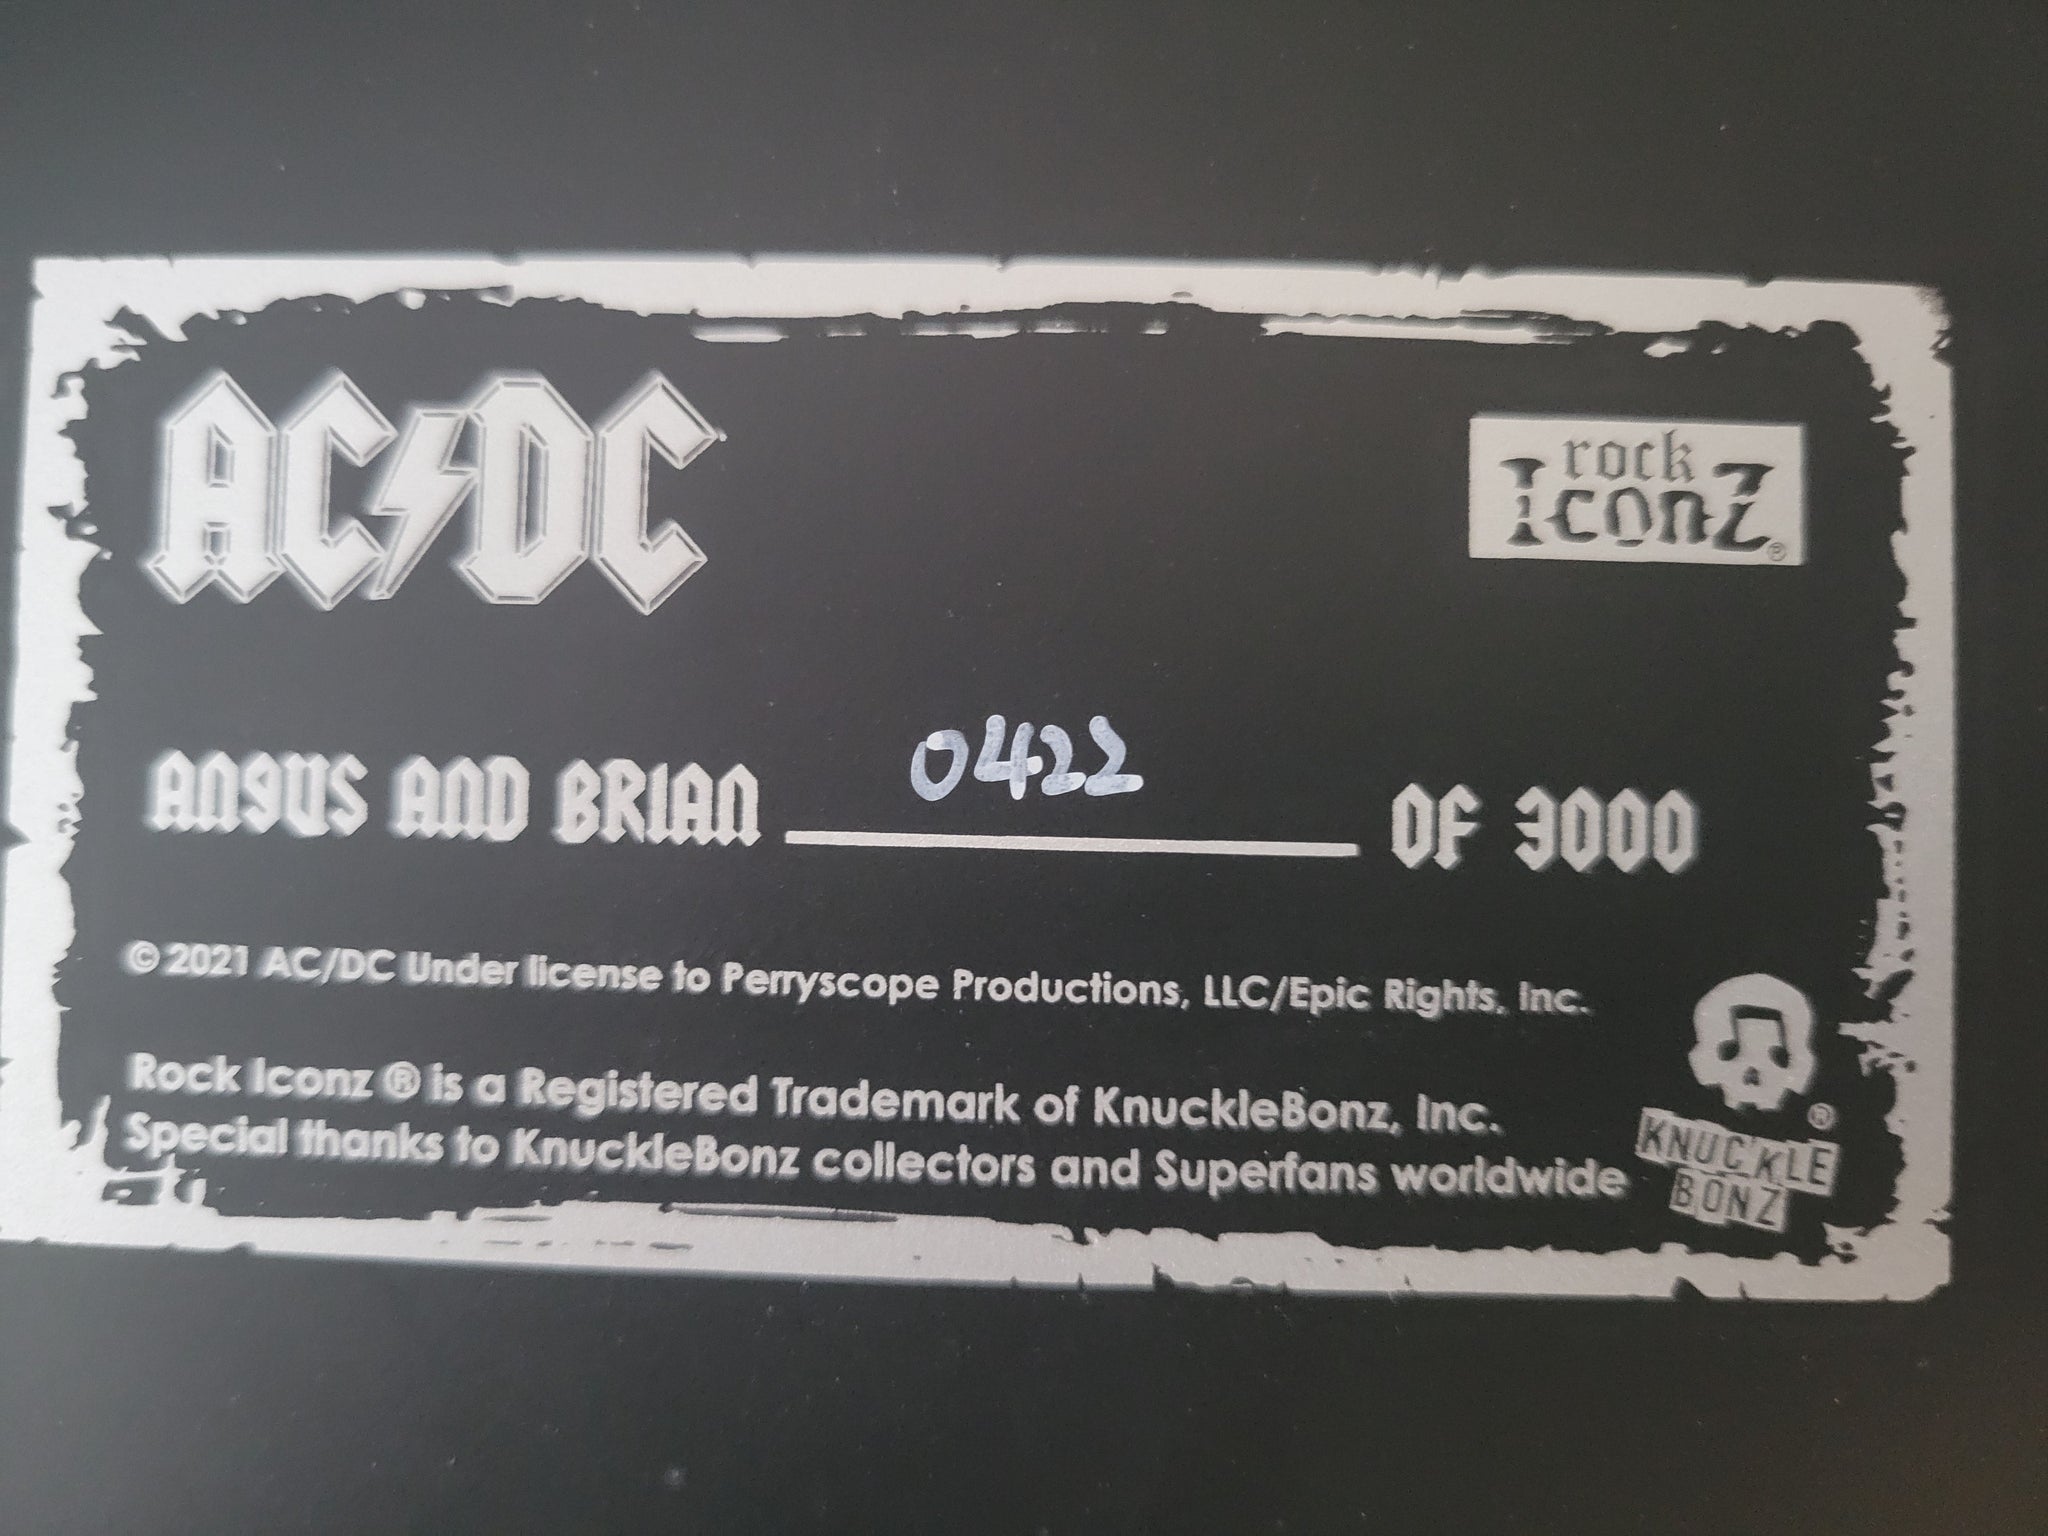 AC/DC
rock
Iconz®
ANGUS AND BRIAN 0422 OF 3000
© 2021 AC/DC Under license to Perryscope Productions, LLC/Epic Rights, Inc.
Rock Iconz ® is a Registered Trademark of KnuckleBonz, Inc.
Special thanks to KnuckleBonz collectors and Superfans worldwide
®
KNUCKLE
BONZ